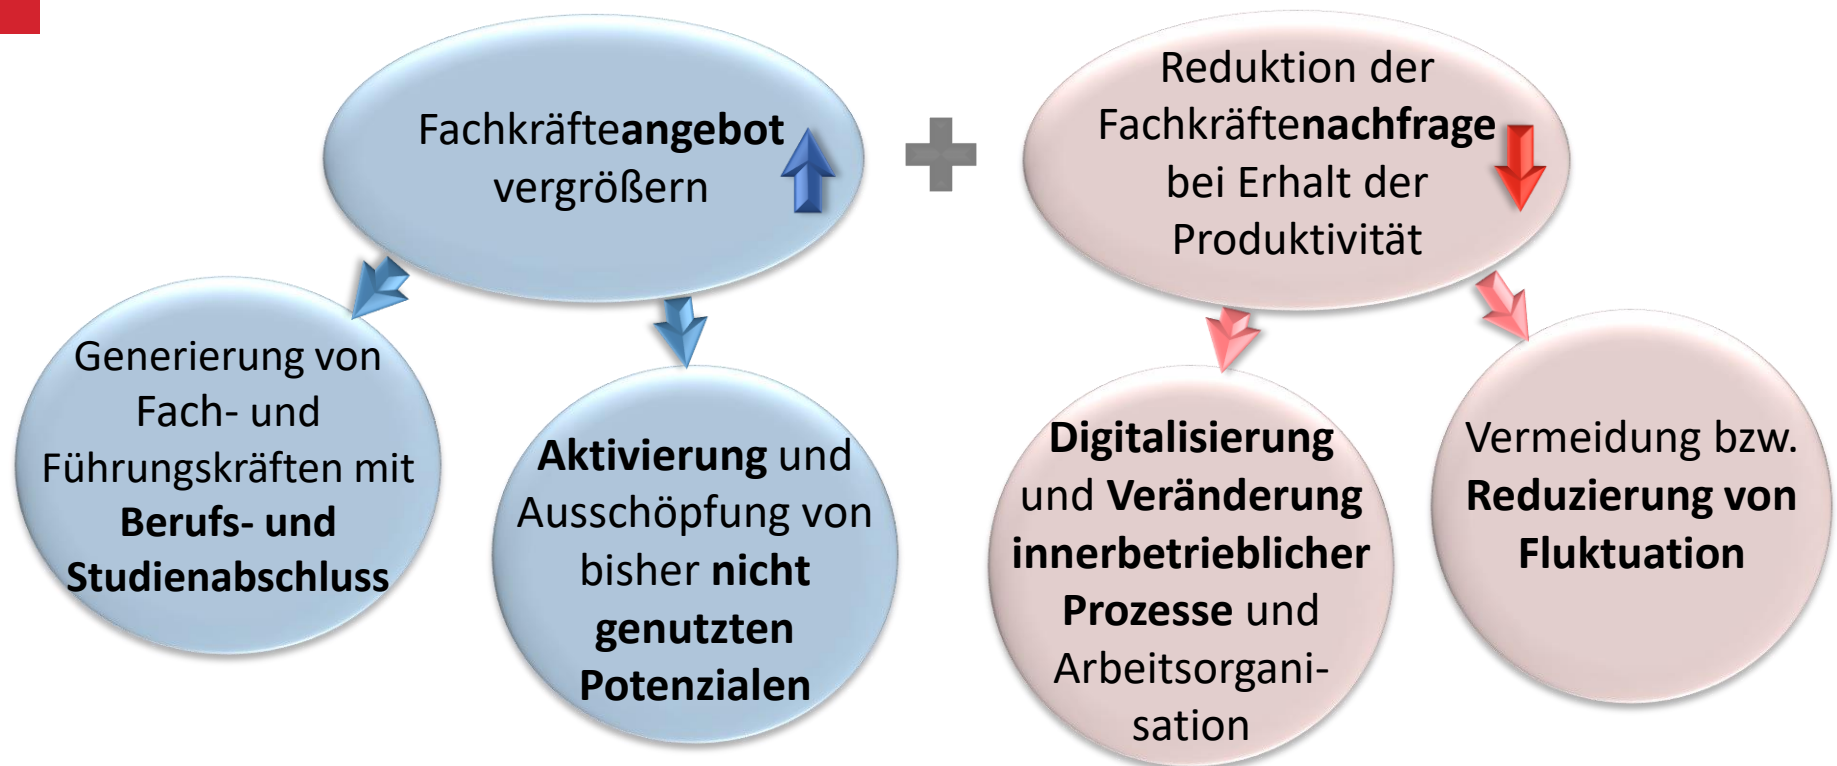 Fachkräfteangebot
vergrößern
Reduktion der
Fachkräftenachfrage
bei Erhalt der
Produktivität
Generierung von
Fach- und
Führungskräften mit
Berufs- und
Studienabschluss
Aktivierung und
Ausschöpfung von
bisher nicht
genutzten
Potenzialen
Digitalisierung
und Veränderung
innerbetrieblicher
Prozesse und
Arbeitsorgani-
sation
Vermeidung bzw.
Reduzierung von
Fluktuation